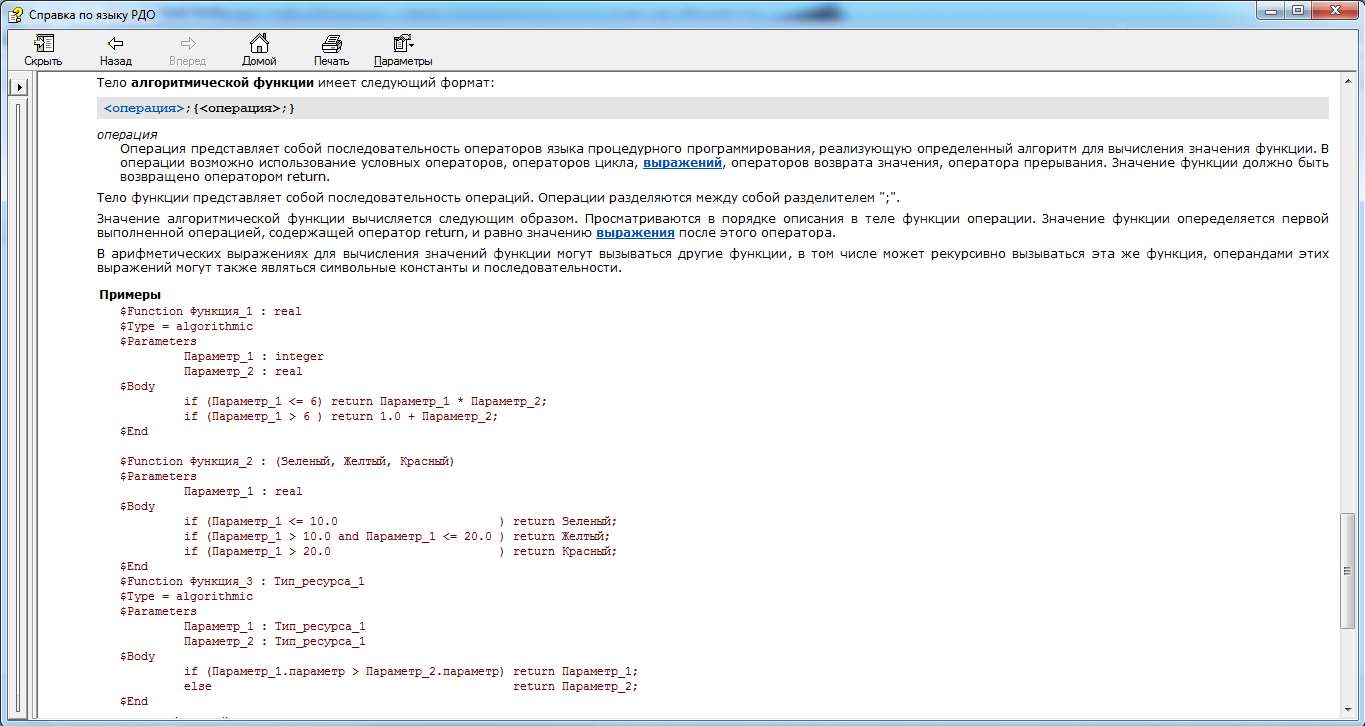 Справка по языку РДО
Скрыть Назад Вперед Домой Печать Параметры
Тело алгоритмической функции имеет следующий формат:
<операция>;{<операция>;}
операция
Операция представляет собой последовательность операторов языка процедурного программирования, реализующую определенный алгоритм для вычисления значения функции. В
операции возможно использование условных операторов, операторов цикла, выражений, операторов возврата значения, оператора прерывания. Значение функции должно быть
возвращено оператором return.
Тело функции представляет собой последовательность операций. Операции разделяются между собой разделителем ";".
Значение алгоритмической функции вычисляется следующим образом. Просматриваются в порядке описания в теле функции операции. Значение функции опеределяется первой
выполненной операцией, содержащей оператор return, и равно значению выражения после этого оператора.
В арифметических выражениях для вычисления значений функции могут вызываться другие функции, в том числе может рекурсивно вызываться эта же функция, операндами этих
выражений могут также являться символьные константы и последовательности.
Примеры
$Function Функция_1 : real
$Type = algorithmic
$Parameters
Параметр_1 : integer
Параметр_2 : real
$Body
if (Параметр_1 <= 6) return Параметр_1 * Параметр_2;
if (Параметр_1 > 6 ) return 1.0 + Параметр_2;
$End
$Function Функция_2 : (Зеленый, Желтый, Красный)
$Parameters
Параметр_1 : real
$Body
if (Параметр_1 <= 10.0 ) return Зеленый;
if (Параметр_1 > 10.0 and Параметр_1 <= 20.0 ) return Желтый;
if (Параметр_1 > 20.0 ) return Красный;
$End
$Function Функция_3 : Тип_ресурса_1
$Type = algorithmic
$Parameters
Параметр_1 : Тип_ресурса_1
Параметр_2 : Тип_ресурса_1
$Body
if (Параметр_1.параметр > Параметр_2.параметр) return Параметр_1;
else return Параметр_2;
$End